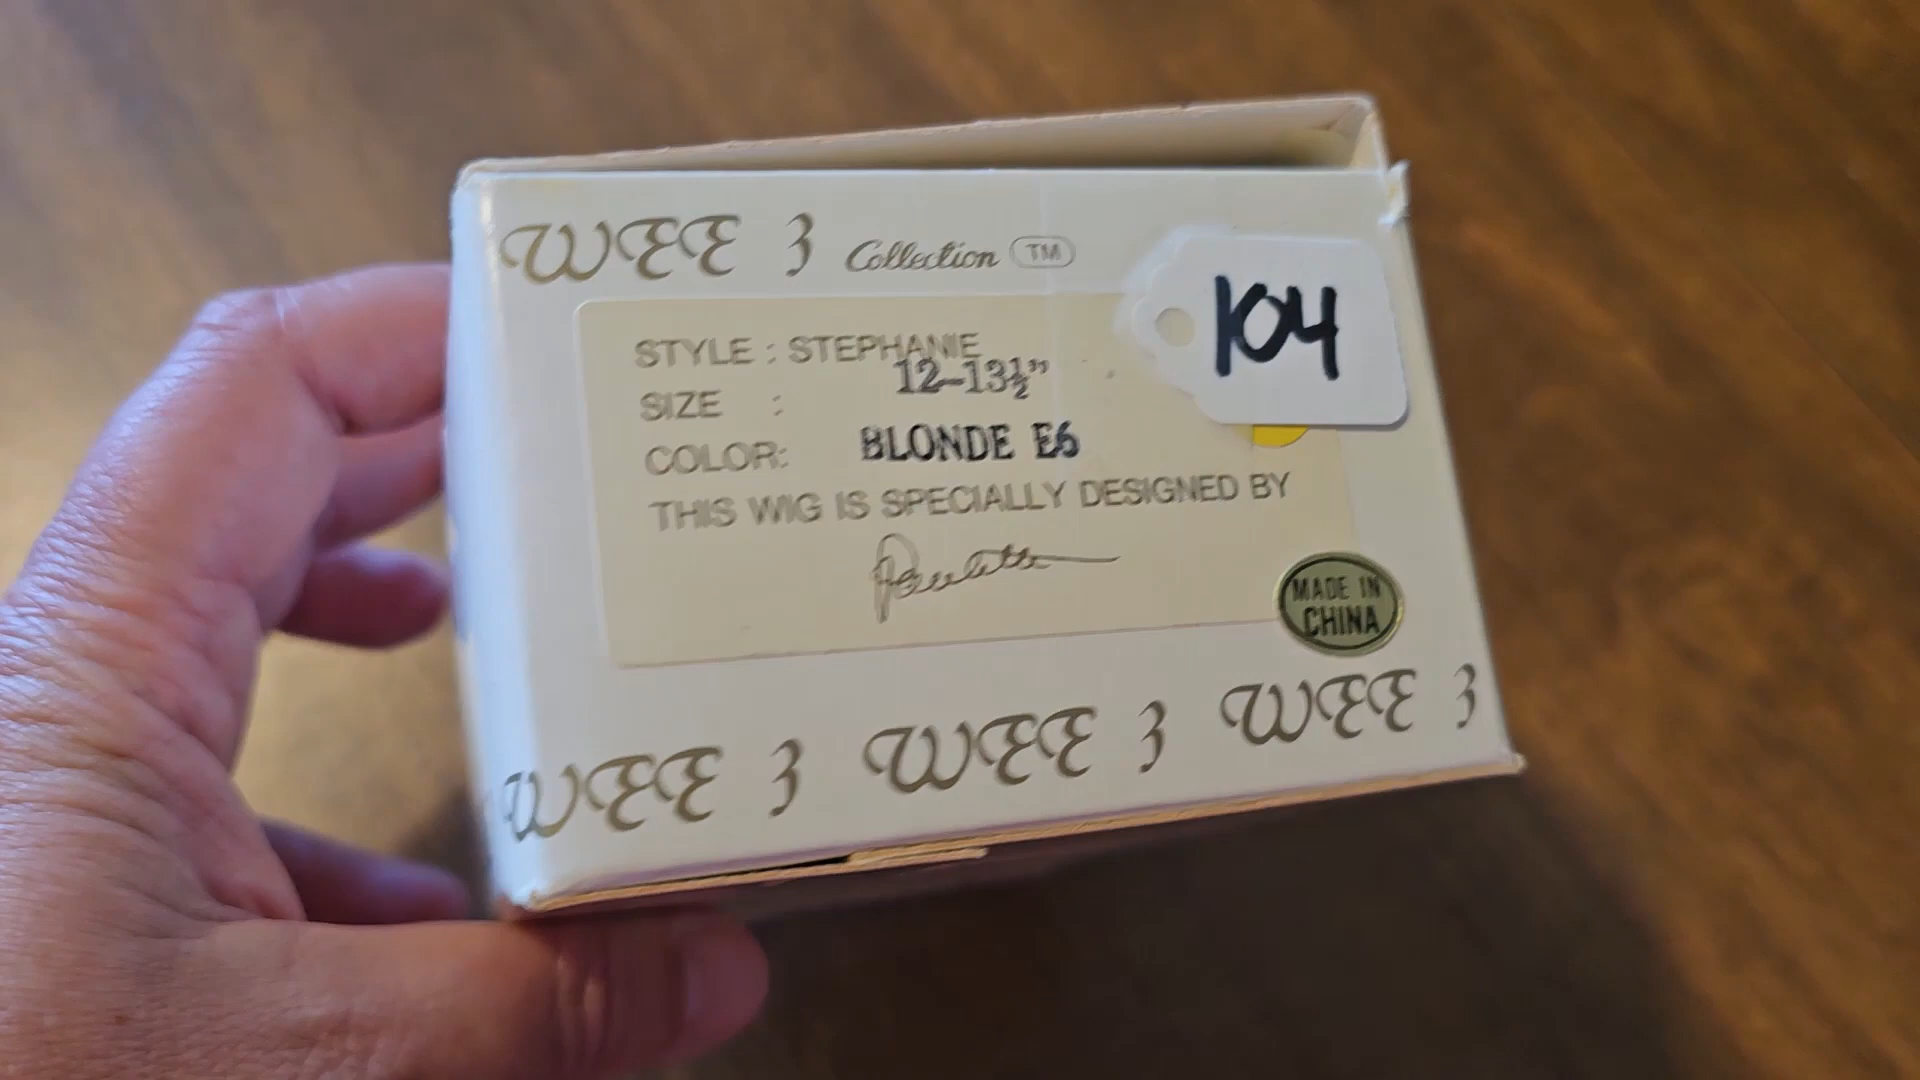 WEE 3 Collection TM
104
STYLE : STEPHANIE
SIZE : 12-13½"
COLOR: BLONDE E6
THIS WIG IS SPECIALLY DESIGNED BY
Paulette
MADE IN
CHINA
WEE 3 WEE 3 WEE 3